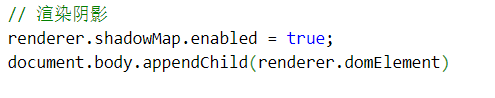 // 渲染阴影
renderer.shadowMap.enabled = true;
document.body.appendChild(renderer.domElement)